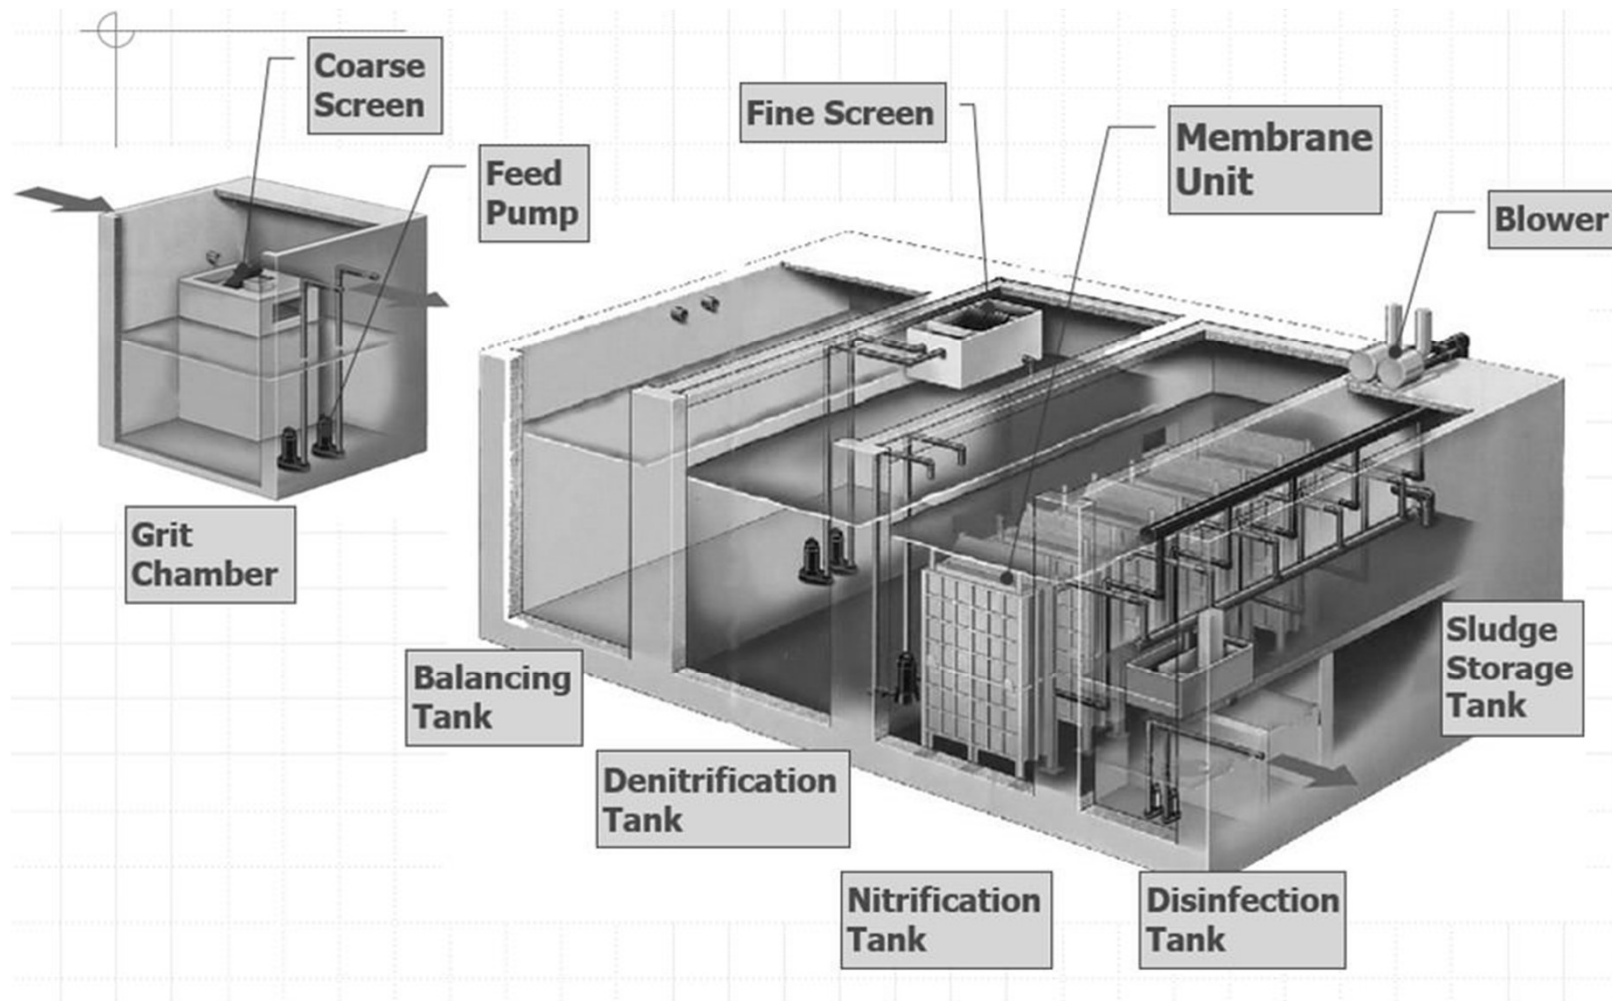 Coarse
Screen
Feed
Pump
Fine Screen
Membrane
Unit
Blower
Grit
Chamber
Balancing
Tank
Denitrification
Tank
Nitrification
Tank
Disinfection
Tank
Sludge
Storage
Tank